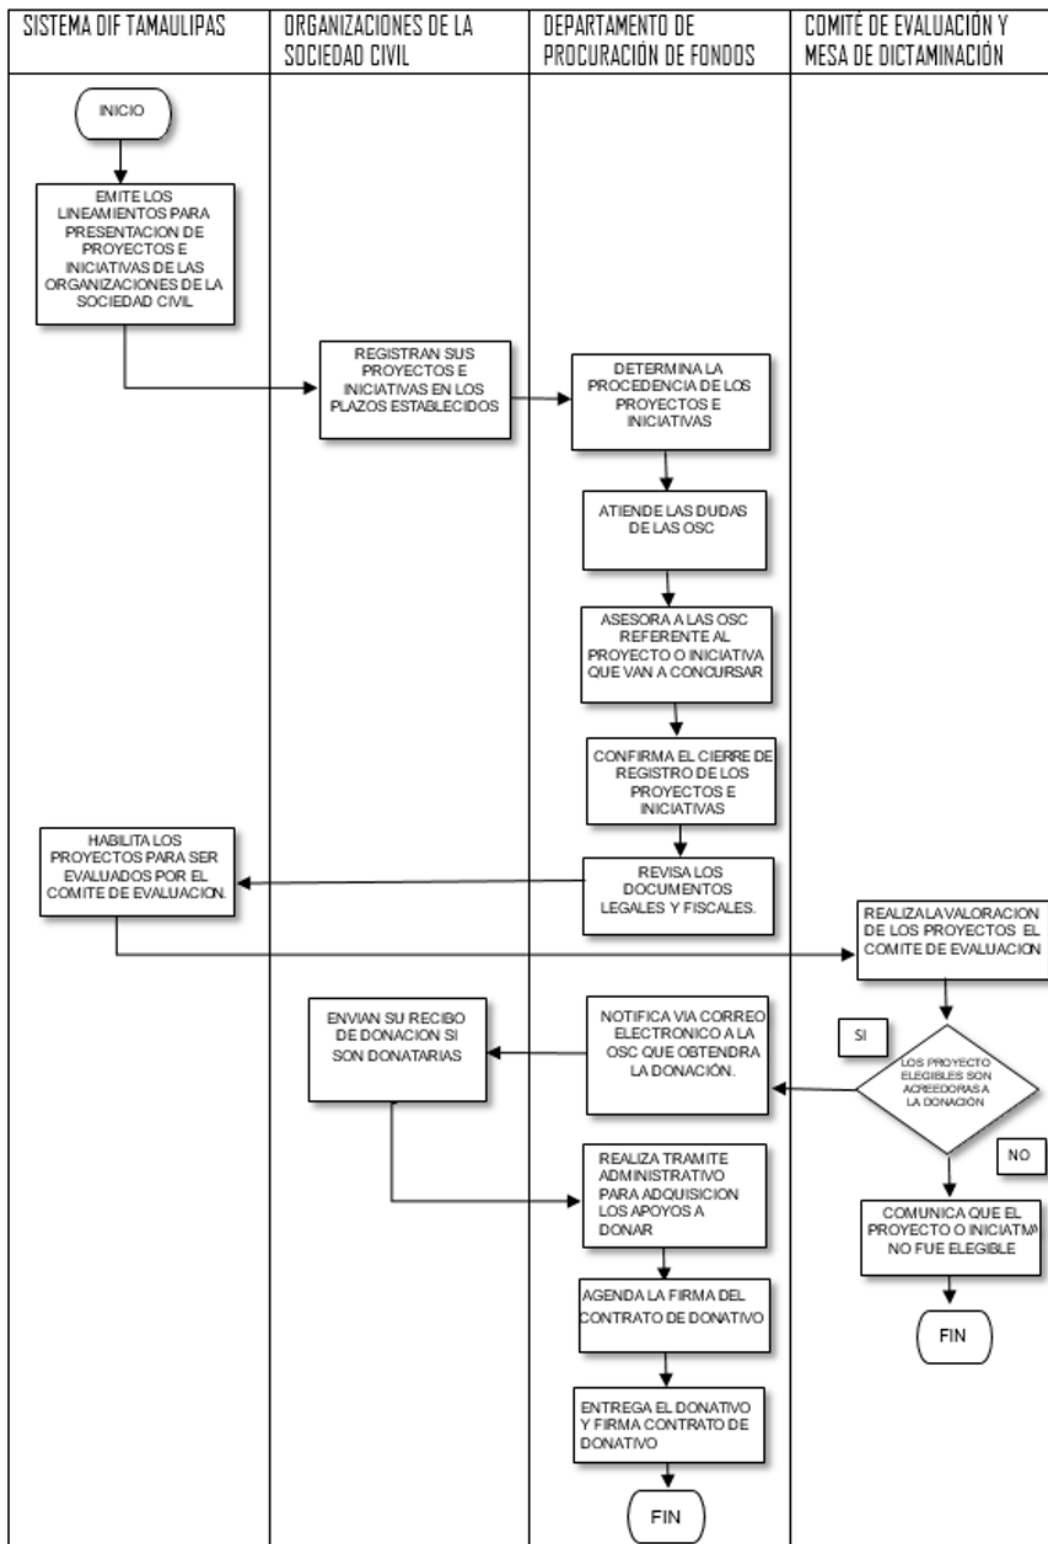 SISTEMA DIF TAMAULIPAS
ORGANIZACIONES DE LA
SOCIEDAD CIVIL
DEPARTAMENTO DE
PROCURACIÓN DE FONDOS
COMITÉ DE EVALUACIÓN Y
MESA DE DICTAMINACIÓN
INICIO
EMITE LOS
LINEAMIENTOS PARA
PRESENTACION DE
PROYECTOS E
INICIATIVAS DE LAS
ORGANIZACIONES DE LA
SOCIEDAD CIVIL
REGISTRAN SUS
PROYECTOS E
INICIATIVAS EN LOS
PLAZOS ESTABLECIDOS
DETERMINA LA
PROCEDENCIA DE LOS
PROYECTOS E
INICIATIVAS
ATIENDE LAS DUDAS
DE LAS OSC
ASESORA A LAS OSC
REFERENTE AL
PROYECTO O INICIATIVA
QUE VAN A CONCURSAR
CONFIRMA EL CIERRE DE
REGISTRO DE LOS
PROYECTOS E
INICIATIVAS
REVISA LOS
DOCUMENTOS
LEGALES Y FISCALES.
HABILITA LOS
PROYECTOS PARA SER
EVALUADOS POR EL
COMITE DE EVALUACION.
REALIZA LA VALORACION
DE LOS PROYECTOS EL
COMITE DE EVALUACION
LOS PROYECTO
ELEGIBLES SON
ACREEDORAS A
LA DONACIÓN
SI
NO
NOTIFICA VIA CORREO
ELECTRONICO A LA
OSC QUE OBTENDRA
LA DONACIÓN.
ENVIAN SU RECIBO
DE DONACION SI
SON DONATARIAS
REALIZA TRAMITE
ADMINISTRATIVO
PARA ADQUISICION
LOS APOYOS A
DONAR
AGENDA LA FIRMA DEL
CONTRATO DE DONATIVO
ENTREGA EL DONATIVO
Y FIRMA CONTRATO DE
DONATIVO
FIN
COMUNICA QUE EL
PROYECTO O
NO FUE ELEGIBLE
FIN